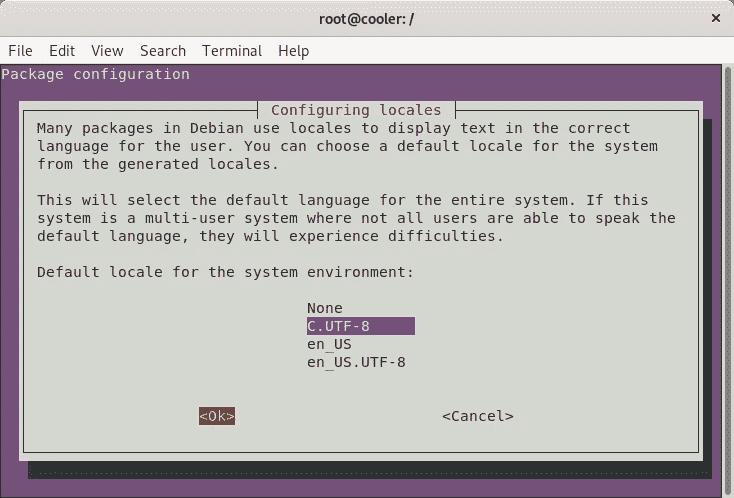 root@cooler: /
×
File Edit View Search Terminal Help
Package configuration
Configuring locales
Many packages in Debian use locales to display text in the correct
language for the user. You can choose a default locale for the system
from the generated locales.
This will select the default language for the entire system. If this
system is a multi-user system where not all users are able to speak the
default language, they will experience difficulties.
Default locale for the system environment:
None
C.UTF-8
en_US
en_US.UTF-8
<Ok> <Cancel>